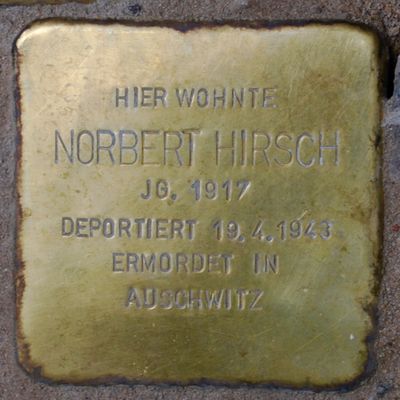 HIER WOHNTE
NORBERT HIRSCH
JG. 1917
DEPORTIERT 19.4.1943
ERMORDET IN
AUSCHWITZ